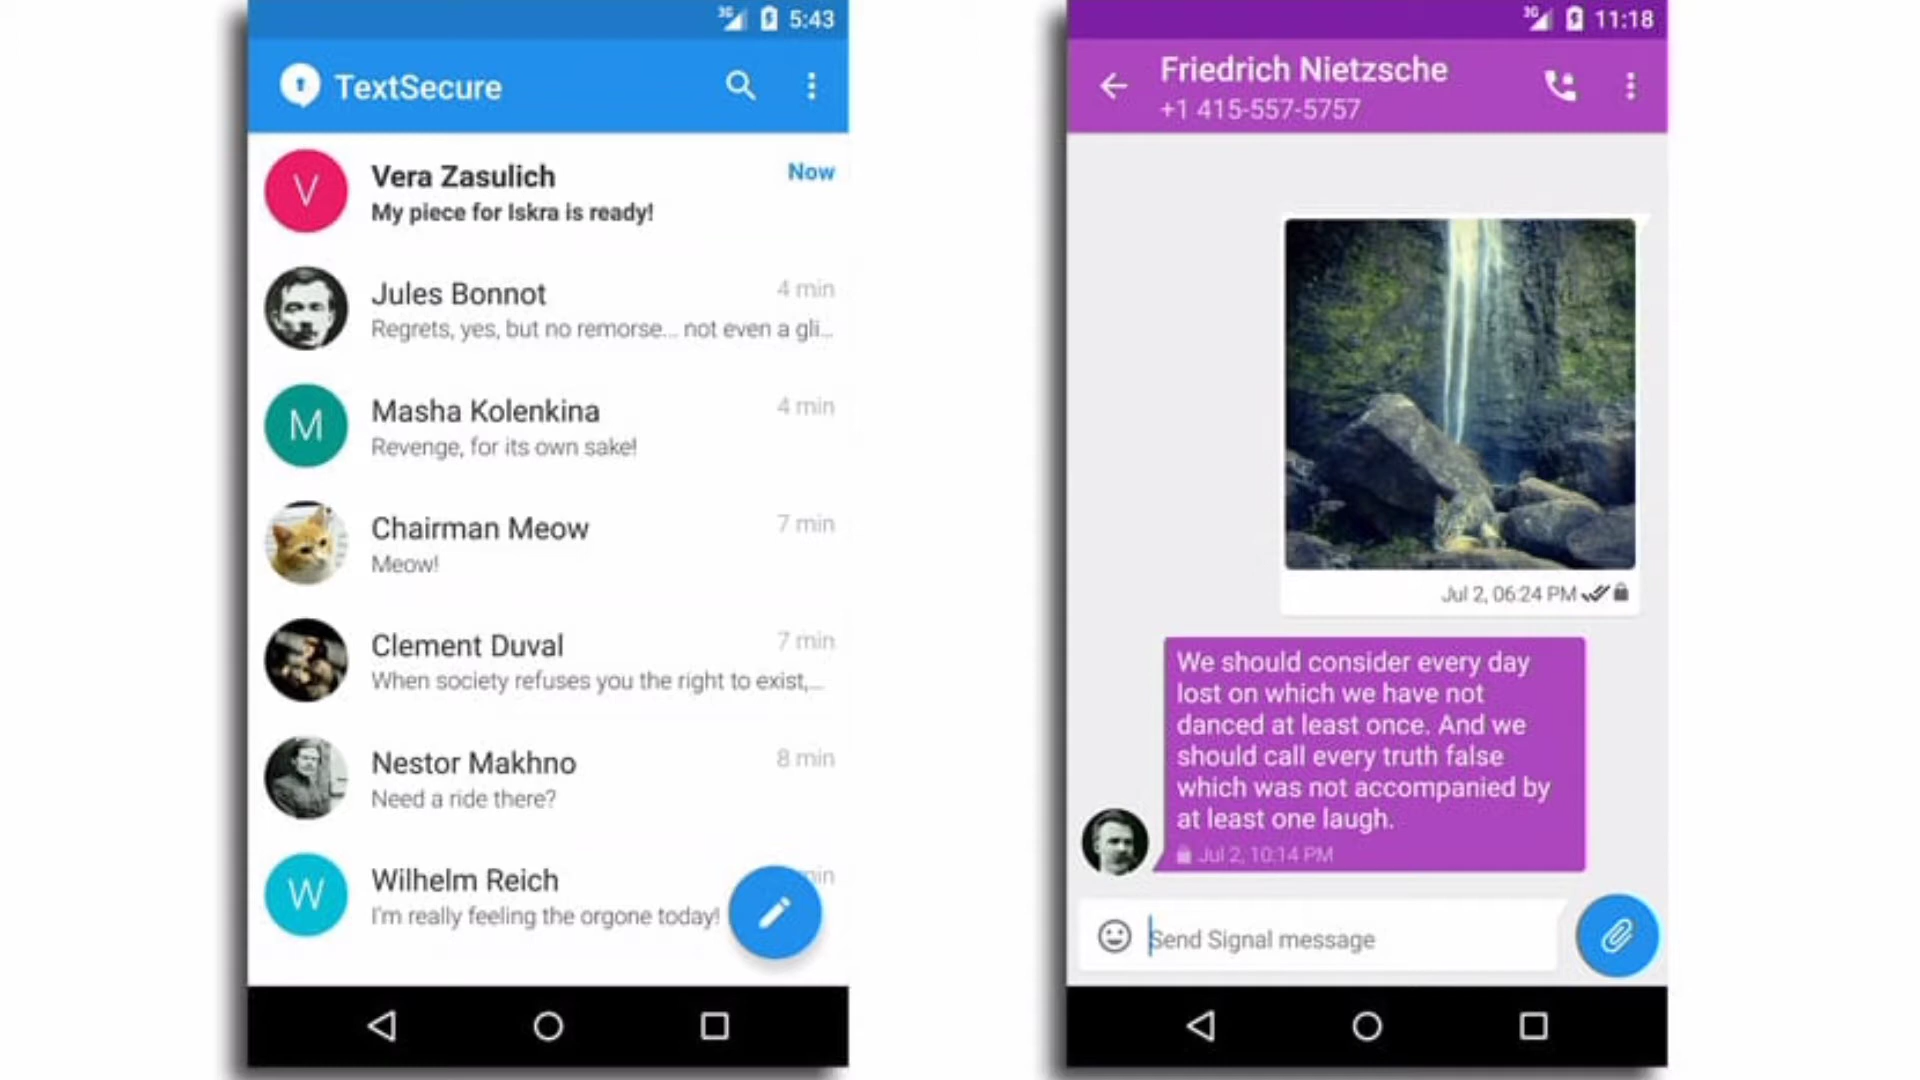 3G 5:43
TextSecure
V
Vera Zasulich
Now
My piece for Iskra is ready!
Jules Bonnot
4 min
Regrets, yes, but no remorse... not even a gli...
M
Masha Kolenkina
4 min
Revenge, for its own sake!
Chairman Meow
7 min
Meow!
Clement Duval
7 min
When society refuses you the right to exist,...
Nestor Makhno
8 min
Need a ride there?
W
Wilhelm Reich
I'm really feeling the orgone today!
3G 11:18
Friedrich Nietzsche
+1 415-557-5757
Jul 2, 06:24 PM
We should consider every day
lost on which we have not
danced at least once. And we
should call every truth false
which was not accompanied by
at least one laugh.
Jul 2, 10:14 PM
Send Signal message